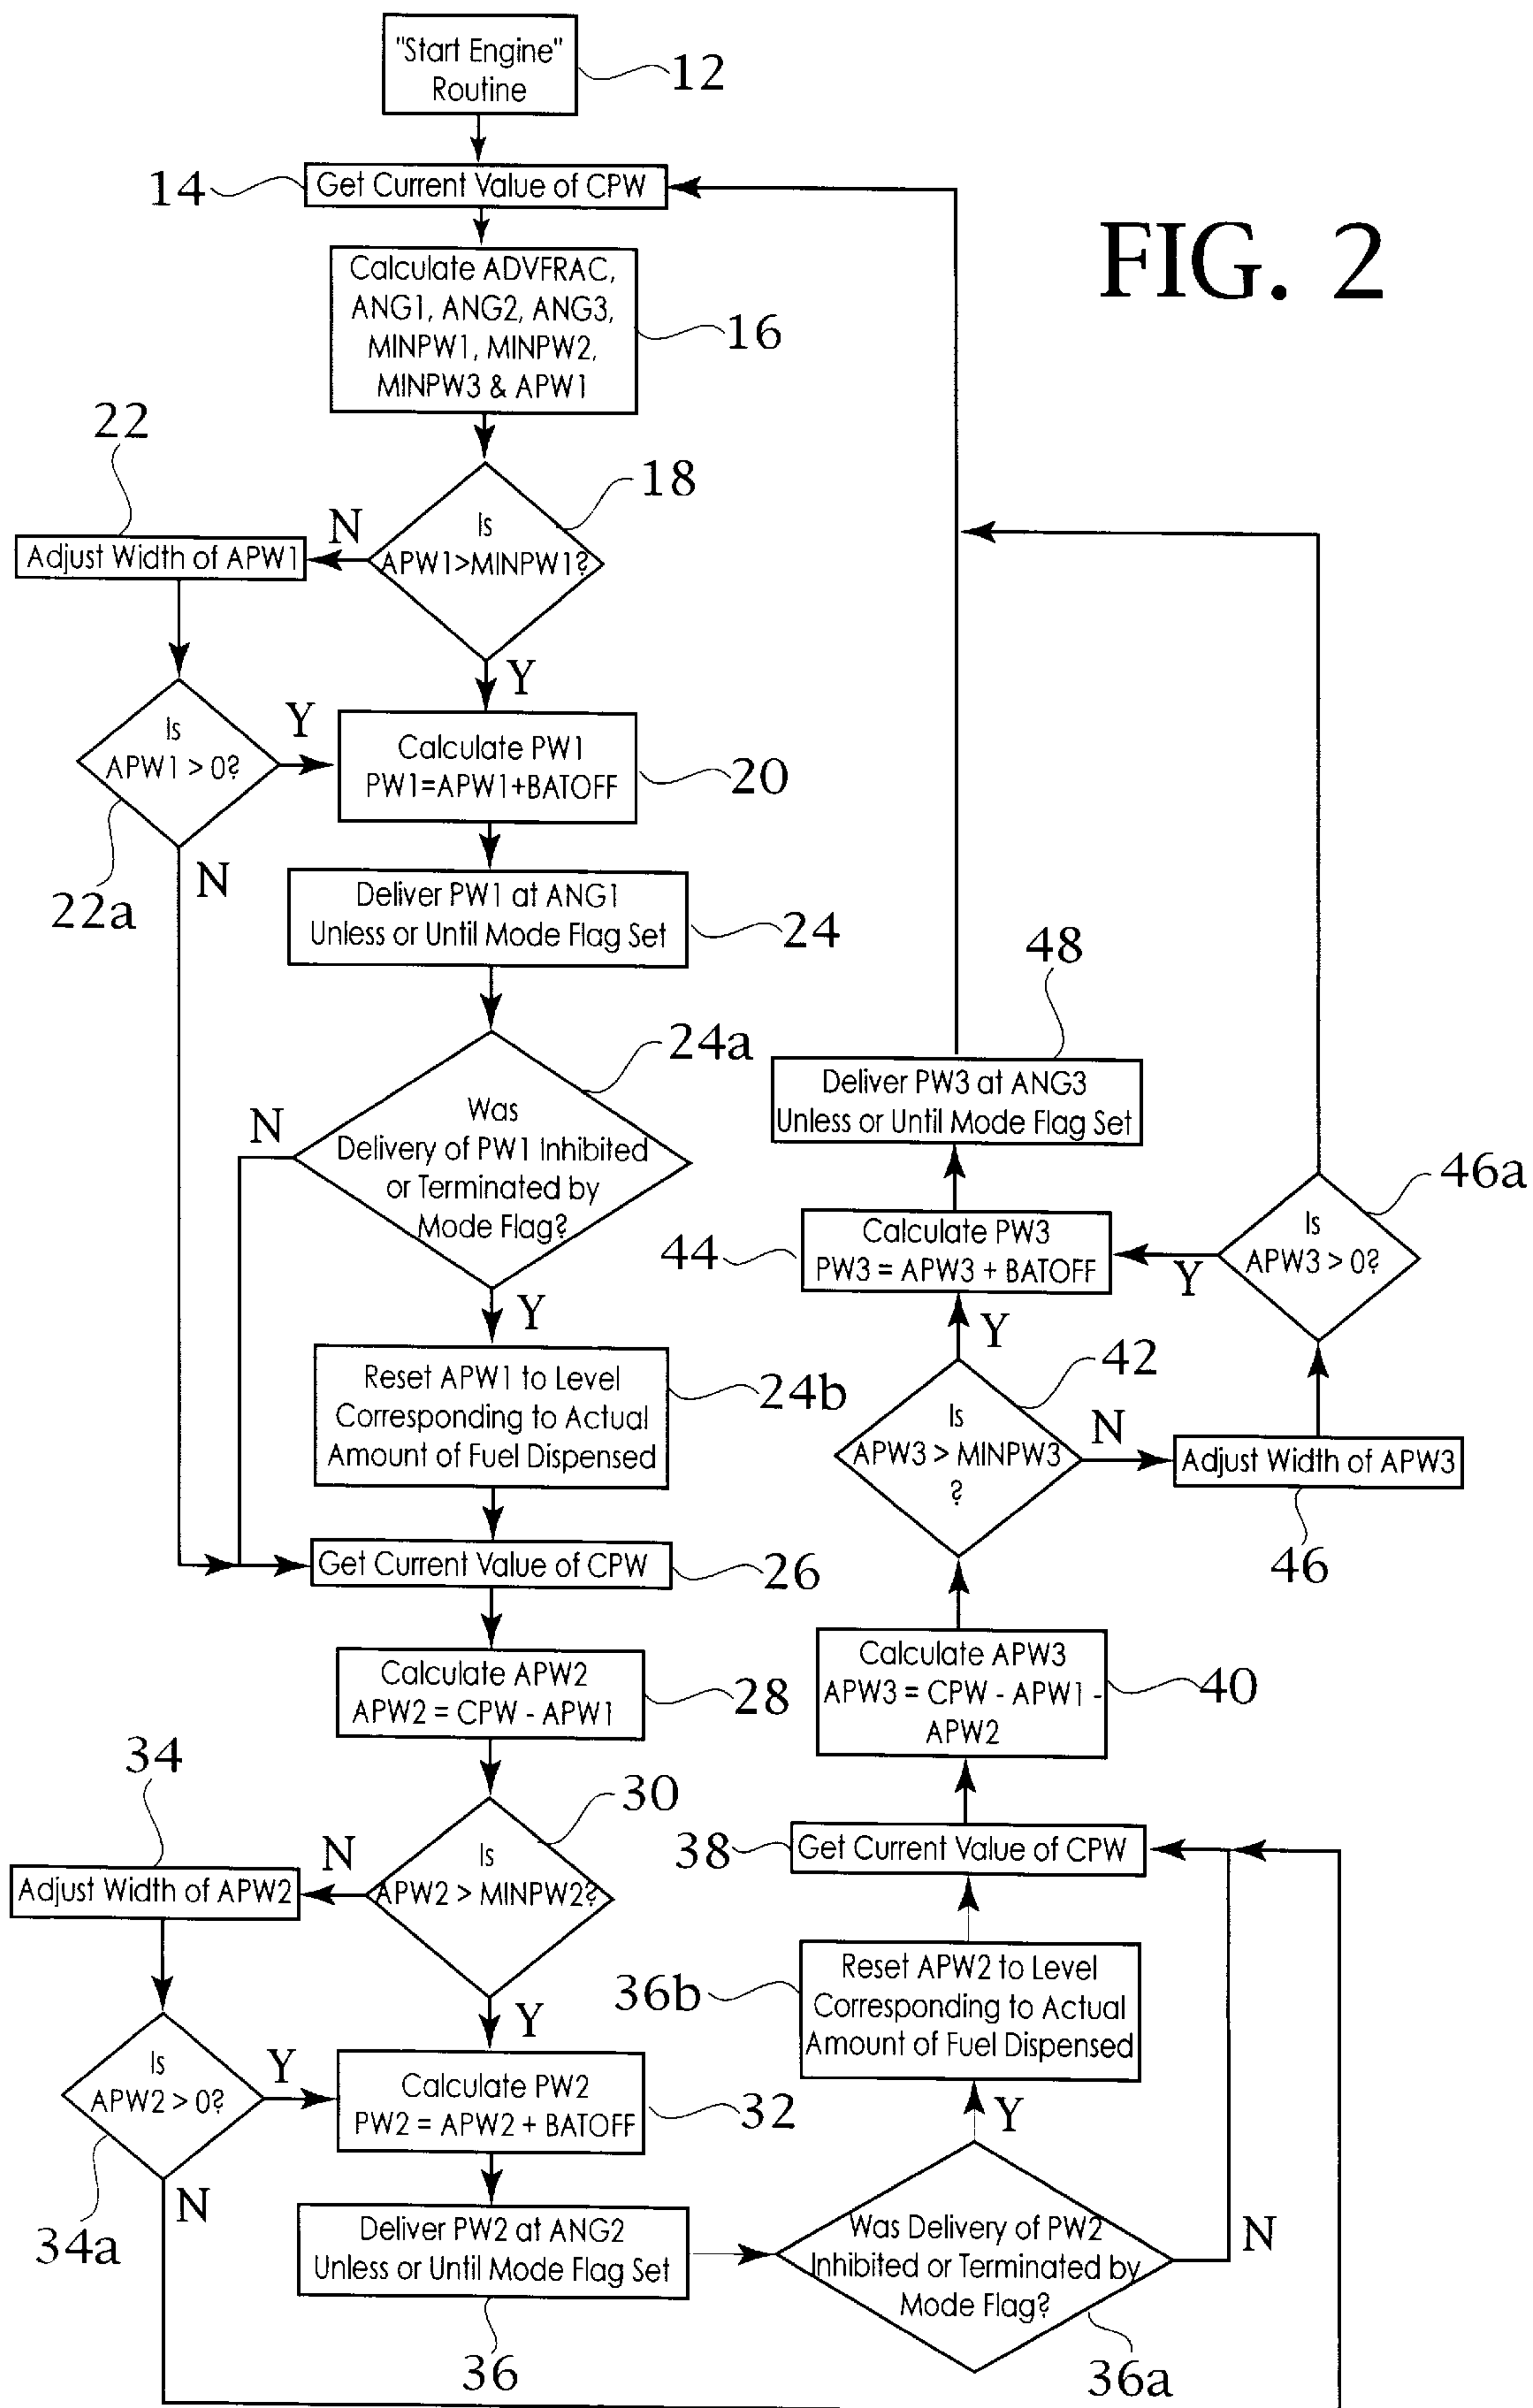 "Start Engine"
Routine
12
14
Get Current Value of CPW
FIG. 2
Calculate ADVFRAC,
ANG1, ANG2, ANG3,
MINPW1, MINPW2,
MINPW3 & APW1
16
22
18
N
Is
APW1>MINPW1?
Adjust Width of APW1
Y
Is
APW1 > 0?
Y
Calculate PW1
PW1=APW1+BATOFF
20
22a
N
Deliver PW1 at ANG1
Unless or Until Mode Flag Set
24
24a
N
Was
Delivery of PW1 Inhibited
or Terminated by
Mode Flag?
Y
Reset APW1 to Level
Corresponding to Actual
Amount of Fuel Dispensed
24b
Get Current Value of CPW
26
Calculate APW2
APW2 = CPW - APW1
28
34
30
N
Is
APW2 > MINPW2?
Adjust Width of APW2
Y
Is
APW2 > 0?
Y
Calculate PW2
PW2 = APW2 + BATOFF
32
34a
N
Deliver PW2 at ANG2
Unless or Until Mode Flag Set
36
Was Delivery of PW2
Inhibited or Terminated by
Mode Flag?
36a
N
Y
Reset APW2 to Level
Corresponding to Actual
Amount of Fuel Dispensed
36b
38
Get Current Value of CPW
Calculate APW3
APW3 = CPW - APW1 -
APW2
40
Is
APW3 > MINPW3
?
42
N
Adjust Width of APW3
46
Y
44
Calculate PW3
PW3 = APW3 + BATOFF
Y
Is
APW3 > 0?
46a
Deliver PW3 at ANG3
Unless or Until Mode Flag Set
48